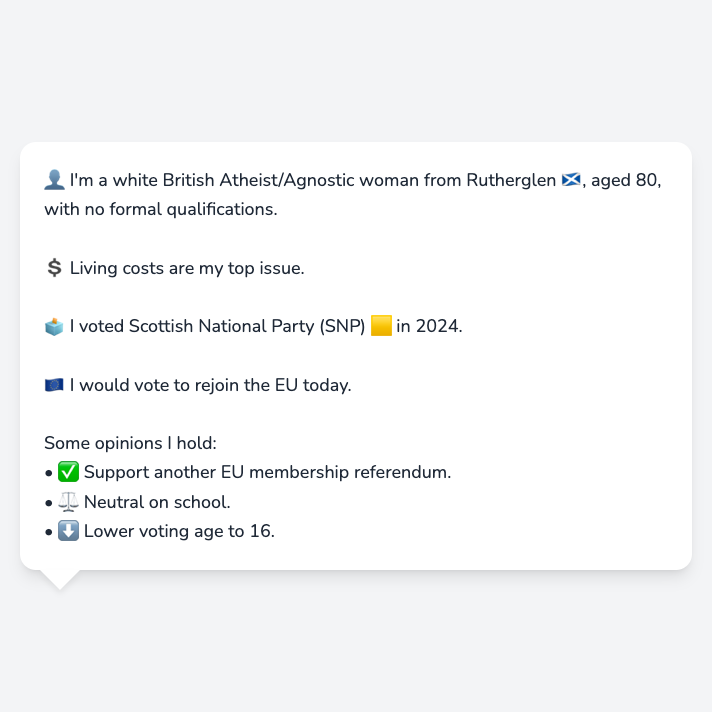 👤 I'm a white British Atheist/Agnostic woman from Rutherglen 🏴󠁧󠁢󠁳󠁣󠁴󠁿, aged 80,
with no formal qualifications.
💲 Living costs are my top issue.
🗳️ I voted Scottish National Party (SNP) 🟨 in 2024.
🇪🇺 I would vote to rejoin the EU today.
Some opinions I hold:
• ✅ Support another EU membership referendum.
• ⚖️ Neutral on school.
• ⬇️ Lower voting age to 16.